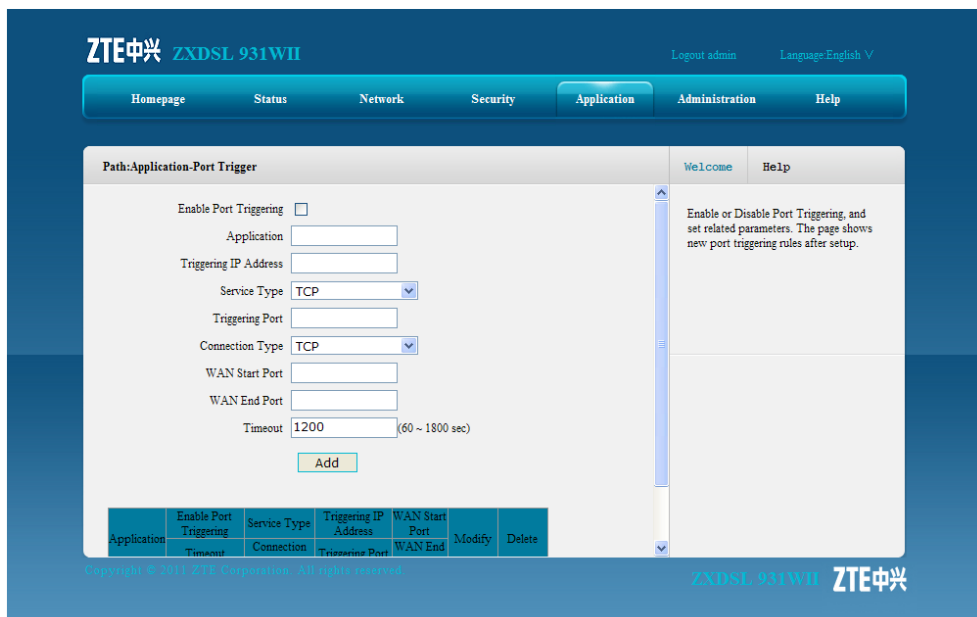 ZTE中兴 ZXDSL 931WII
Logout admin Language:English V
Homepage Status Network Security Application Administration Help
Path:Application-Port Trigger
Welcome Help
Enable Port Triggering
Application
Triggering IP Address
Service Type TCP
Triggering Port
Connection Type TCP
WAN Start Port
WAN End Port
Timeout 1200 (60 ~ 1800 sec)
Add
Enable or Disable Port Triggering, and
set related parameters. The page shows
new port triggering rules after setup.
Application
Enable Port
Triggering
Service Type
Triggering IP
Address
WAN Start
Port
Modify
Delete
Timeout
Connection
Triggering Port
WAN End
Copyright © 2011 ZTE Corporation. All rights reserved.
ZXDSL 931WII ZTE中兴